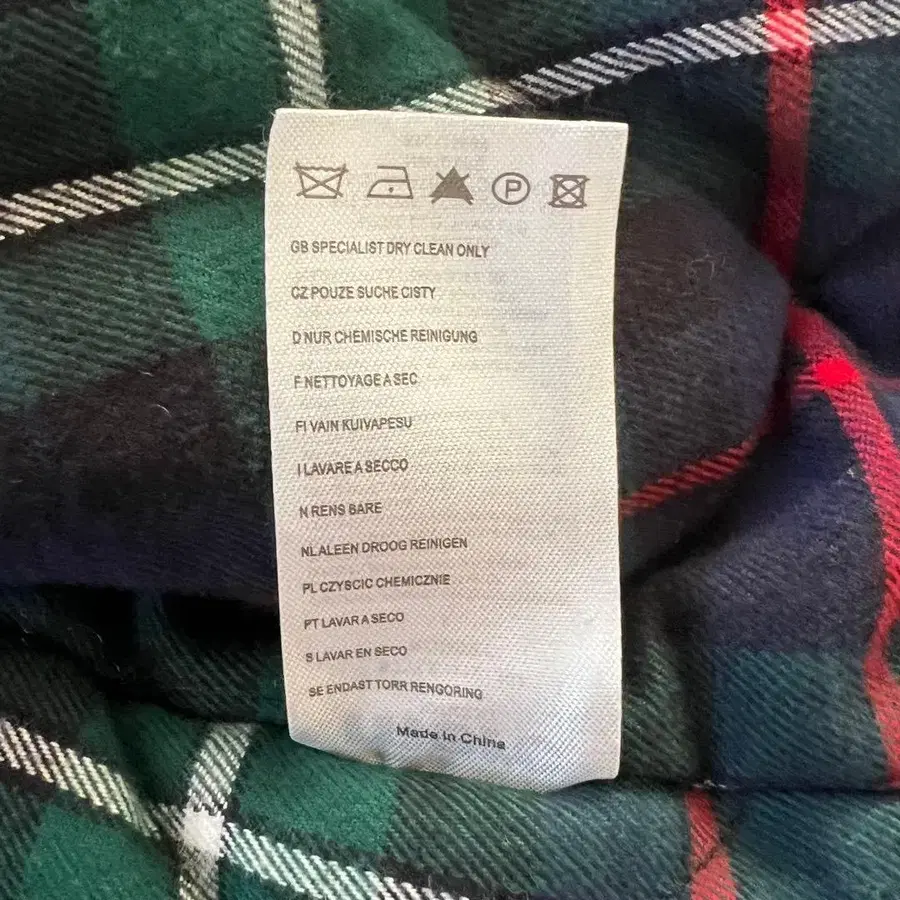 P
GB SPECIALIST DRY CLEAN ONLY
CZ POUZE SUCHE CISTY
D NUR CHEMISCHE REINIGUNG
F NETTOYAGE A SEC
FI VAIN KUIVAPESU
I LAVARE A SECCO
N RENS BARE
NL ALEEN DROOG REINIGEN
PL CZYSCIC CHEMICZNIE
PT LAVAR A SECO
S LAVAR EN SECO
SE ENDAST TORR RENGORING
Made in China